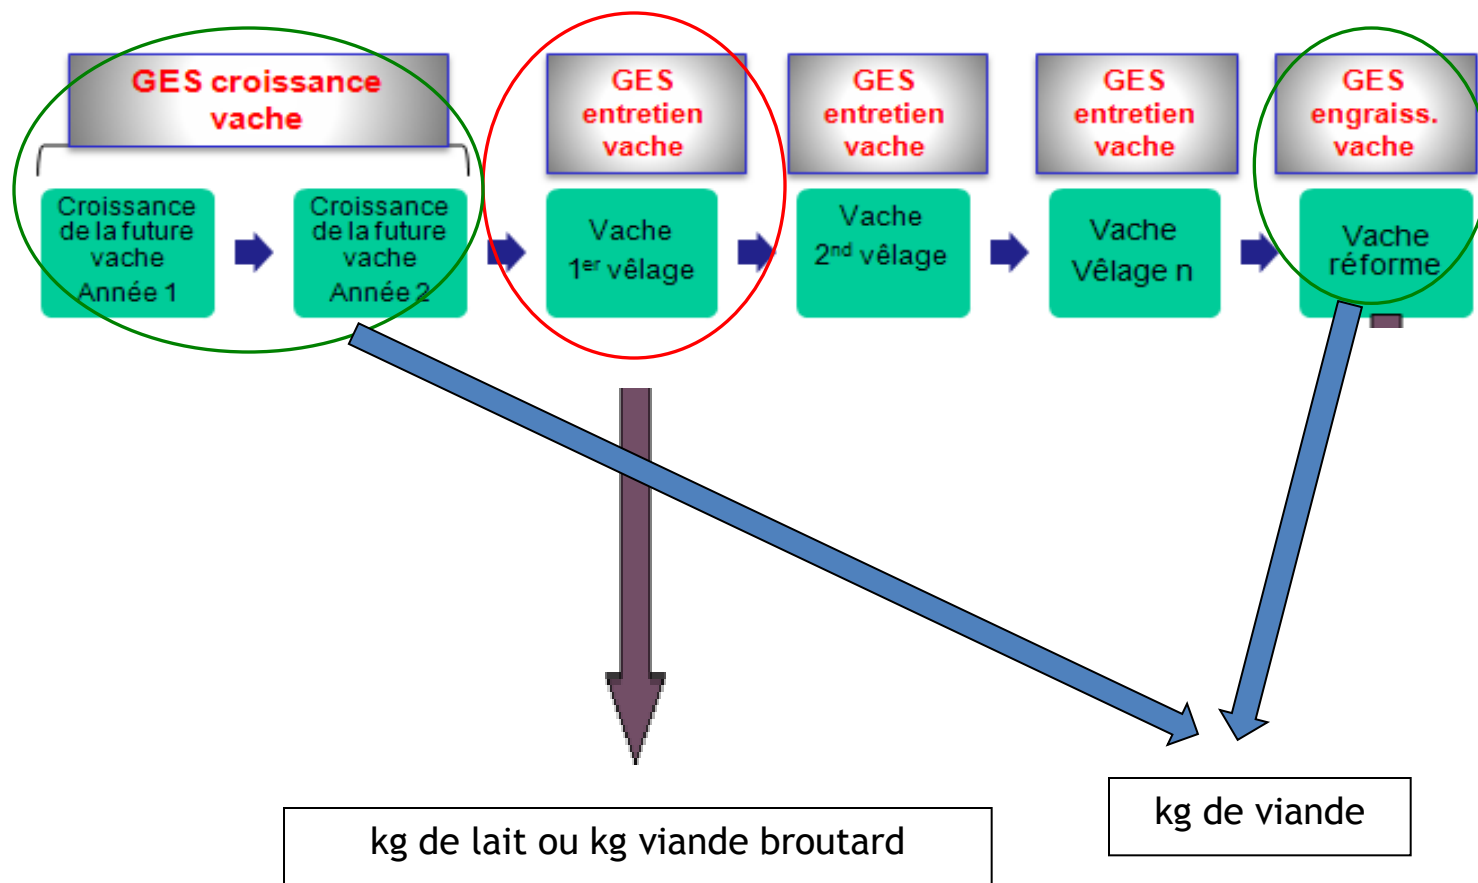 GES croissance
vache
GES
entretien
vache
GES
entretien
vache
GES
entretien
vache
GES
engraiss.
vache
Croissance
de la future
vache
Année 1
Croissance
de la future
vache
Année 2
Vache
1er vêlage
Vache
2nd vêlage
Vache
Vêlage n
Vache
réforme
kg de lait ou kg viande broutard
kg de viande